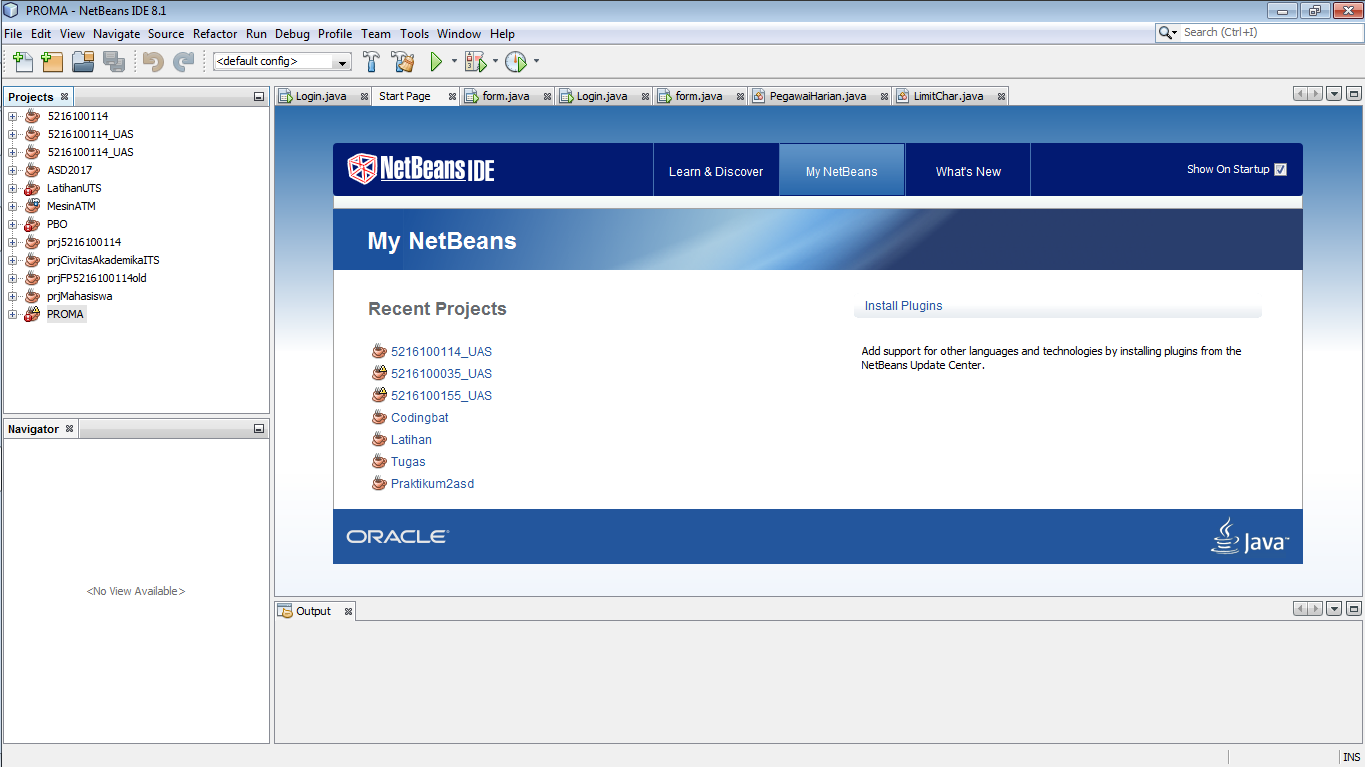 PROMA - NetBeans IDE 8.1
File Edit View Navigate Source Refactor Run Debug Profile Team Tools Window Help
Search (Ctrl+I)
<default config>
Projects
5216100114
5216100114_UAS
5216100114_UAS
ASD2017
LatihanUTS
MesinATM
PBO
prj5216100114
prjCivitasAkademikaITS
prjFP5216100114old
prjMahasiswa
PROMA
Navigator
<No View Available>
Login.java Start Page form.java Login.java form.java PegawaiHarian.java LimitChar.java
NetBeans IDE
Learn & Discover My NetBeans What's New
Show On Startup
My NetBeans
Recent Projects
5216100114_UAS
5216100035_UAS
5216100155_UAS
Codingbat
Latihan
Tugas
Praktikum2asd
Install Plugins
Add support for other languages and technologies by installing plugins from the
NetBeans Update Center.
ORACLE
Java
Output
INS